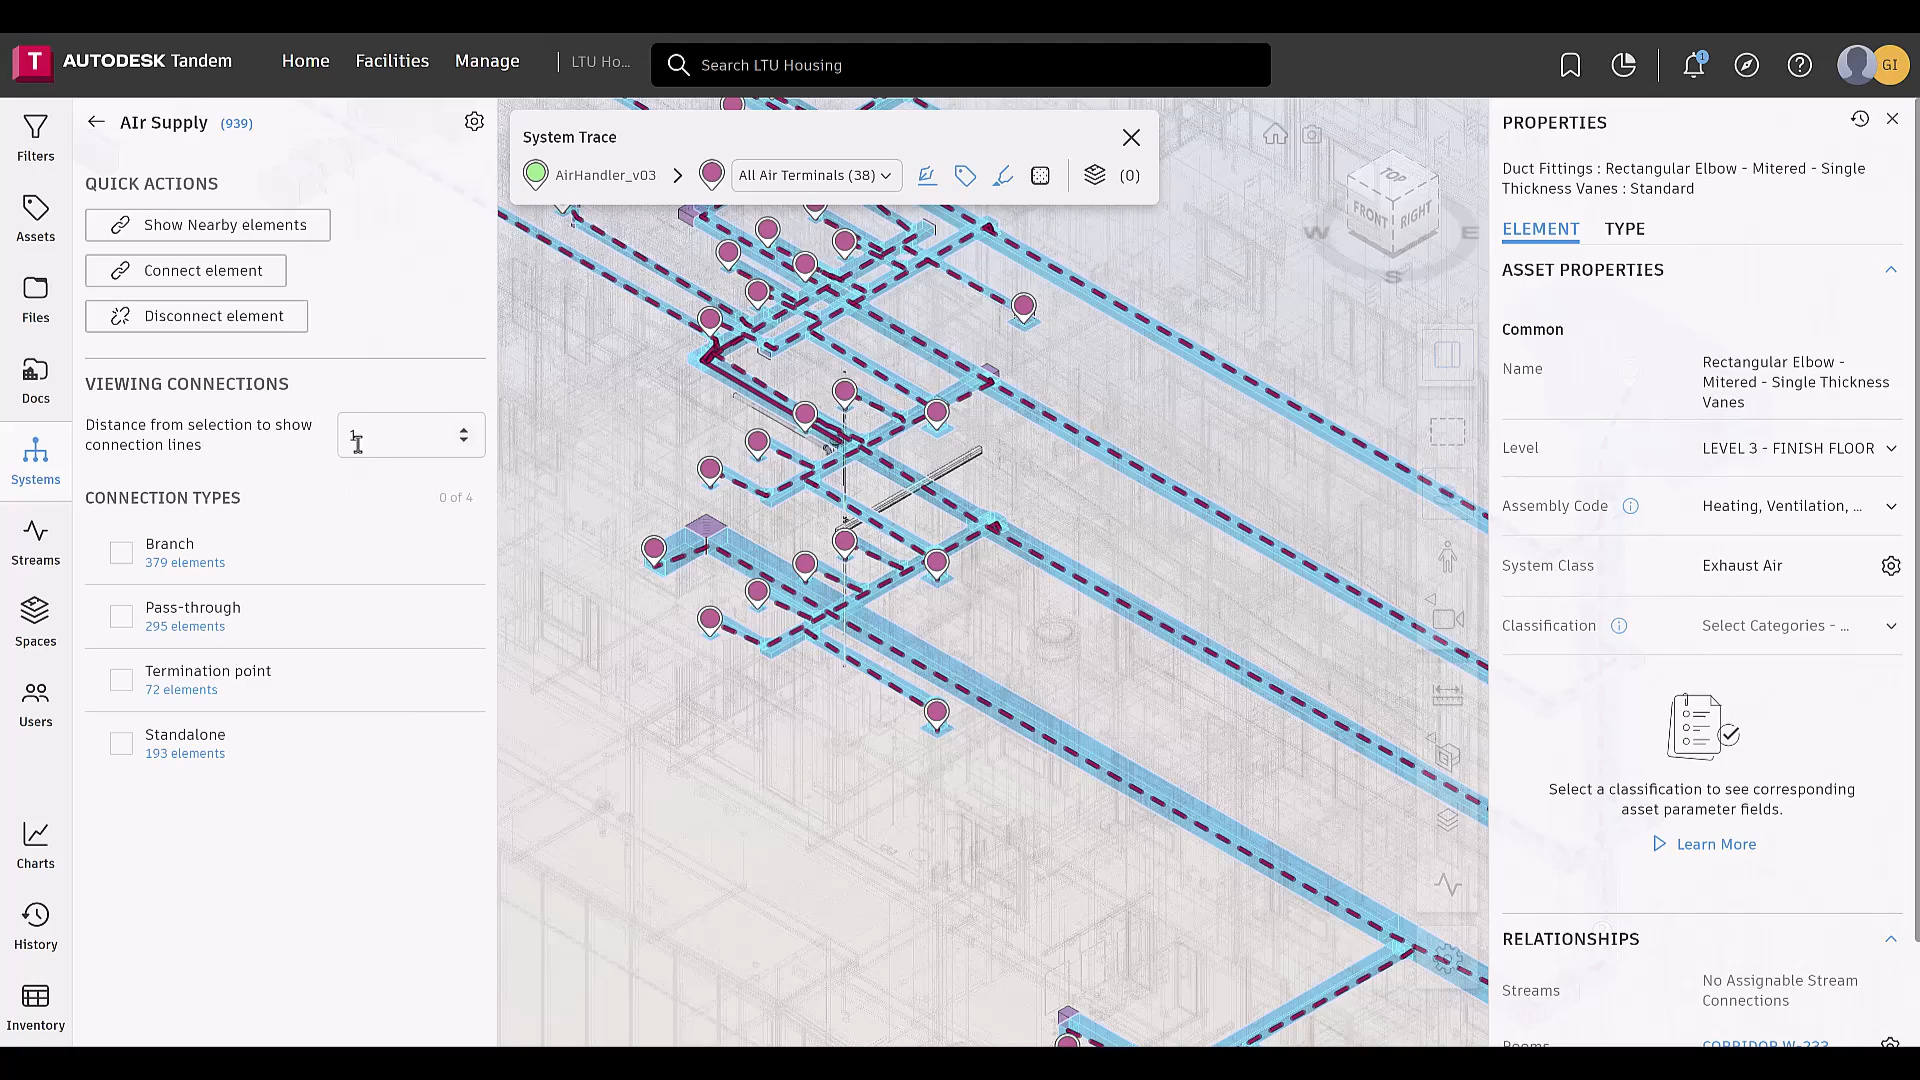 T AUTODESK Tandem
Home
Facilities
Manage
LTU Ho...
Search LTU Housing
1
GI
Filters
Assets
Files
Docs
Systems
Streams
Spaces
Users
Charts
History
Inventory
AIr Supply (939)
QUICK ACTIONS
Show Nearby elements
Connect element
Disconnect element
VIEWING CONNECTIONS
Distance from selection to show
connection lines
1
CONNECTION TYPES
0 of 4
Branch
379 elements
Pass-through
295 elements
Termination point
72 elements
Standalone
193 elements
System Trace
AirHandler_v03
All Air Terminals (38)
(0)
TOP
FRONT
RIGHT
W
E
S
PROPERTIES
Duct Fittings : Rectangular Elbow - Mitered - Single
Thickness Vanes : Standard
ELEMENT
TYPE
ASSET PROPERTIES
Common
Name
Rectangular Elbow -
Mitered - Single Thickness
Vanes
Level
LEVEL 3 - FINISH FLOOR
Assembly Code
Heating, Ventilation, ...
System Class
Exhaust Air
Classification
Select Categories - ...
Select a classification to see corresponding
asset parameter fields.
Learn More
RELATIONSHIPS
Streams
No Assignable Stream
Connections
Rooms
CORRIDOR W-233